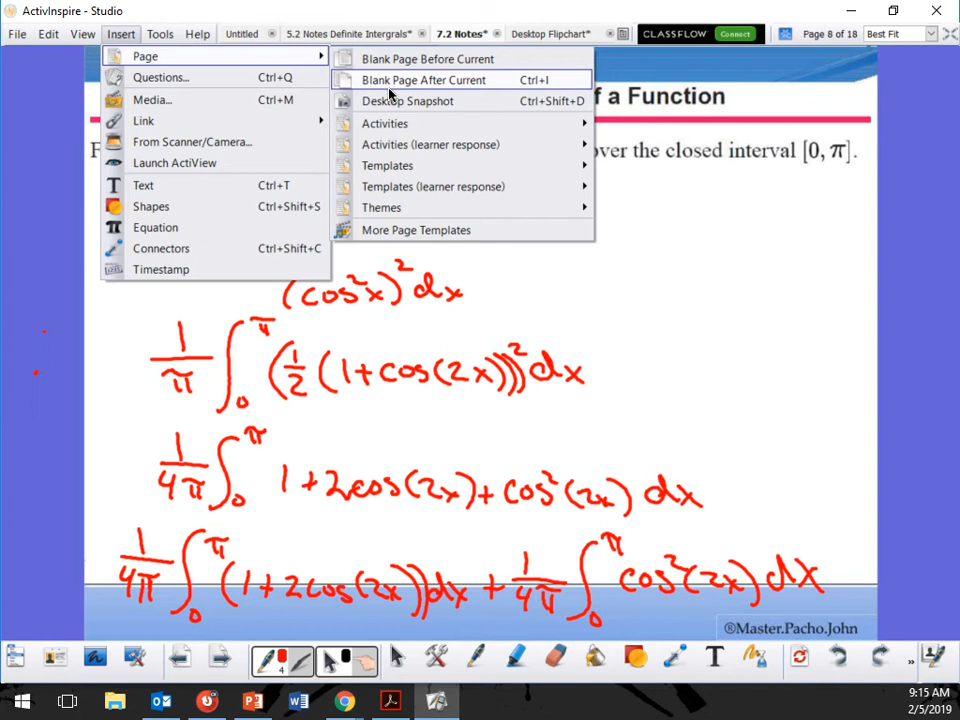 ActivInspire - Studio
File Edit View Insert Tools Help Untitled 5.2 Notes Definite Intergrals* 7.2 Notes* Desktop Flipchart* CLASSFLOW Connect Page 8 of 18 Best Fit
Page
Questions... Ctrl+Q
Media... Ctrl+M
Link
From Scanner/Camera...
Launch ActiView
Text Ctrl+T
Shapes Ctrl+Shift+S
Equation
Connectors Ctrl+Shift+C
Timestamp
Blank Page Before Current
Blank Page After Current Ctrl+I
Desktop Snapshot Ctrl+Shift+D
Activities
Activities (learner response)
Templates
Templates (learner response)
Themes
More Page Templates
f a Function
F over the closed interval [0, π].
(cos²x)² dx
1/π ∫₀^π (1/2 (1+cos(2x)))² dx
1/4π ∫₀^π 1+2cos(2x)+cos²(2x) dx
1/4π ∫₀^π (1+2cos(2x))dx + 1/4π ∫₀^π cos²(2x) dx
®Master.Pacho.John
4
T
»
9:15 AM
2/5/2019